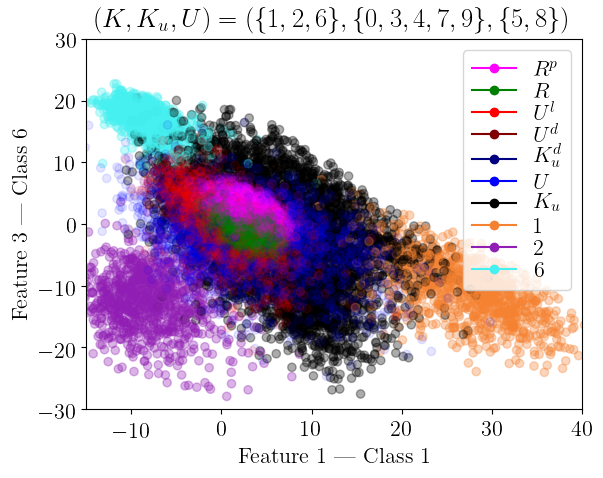 (K, K_u, U) = ({1, 2, 6}, {0, 3, 4, 7, 9}, {5, 8})
30
20
10
0
−10
−20
−30
Feature 3 — Class 6
R^p
R
U^l
U^d
K_u^d
U
K_u
1
2
6
−10
0
10
20
30
40
Feature 1 — Class 1